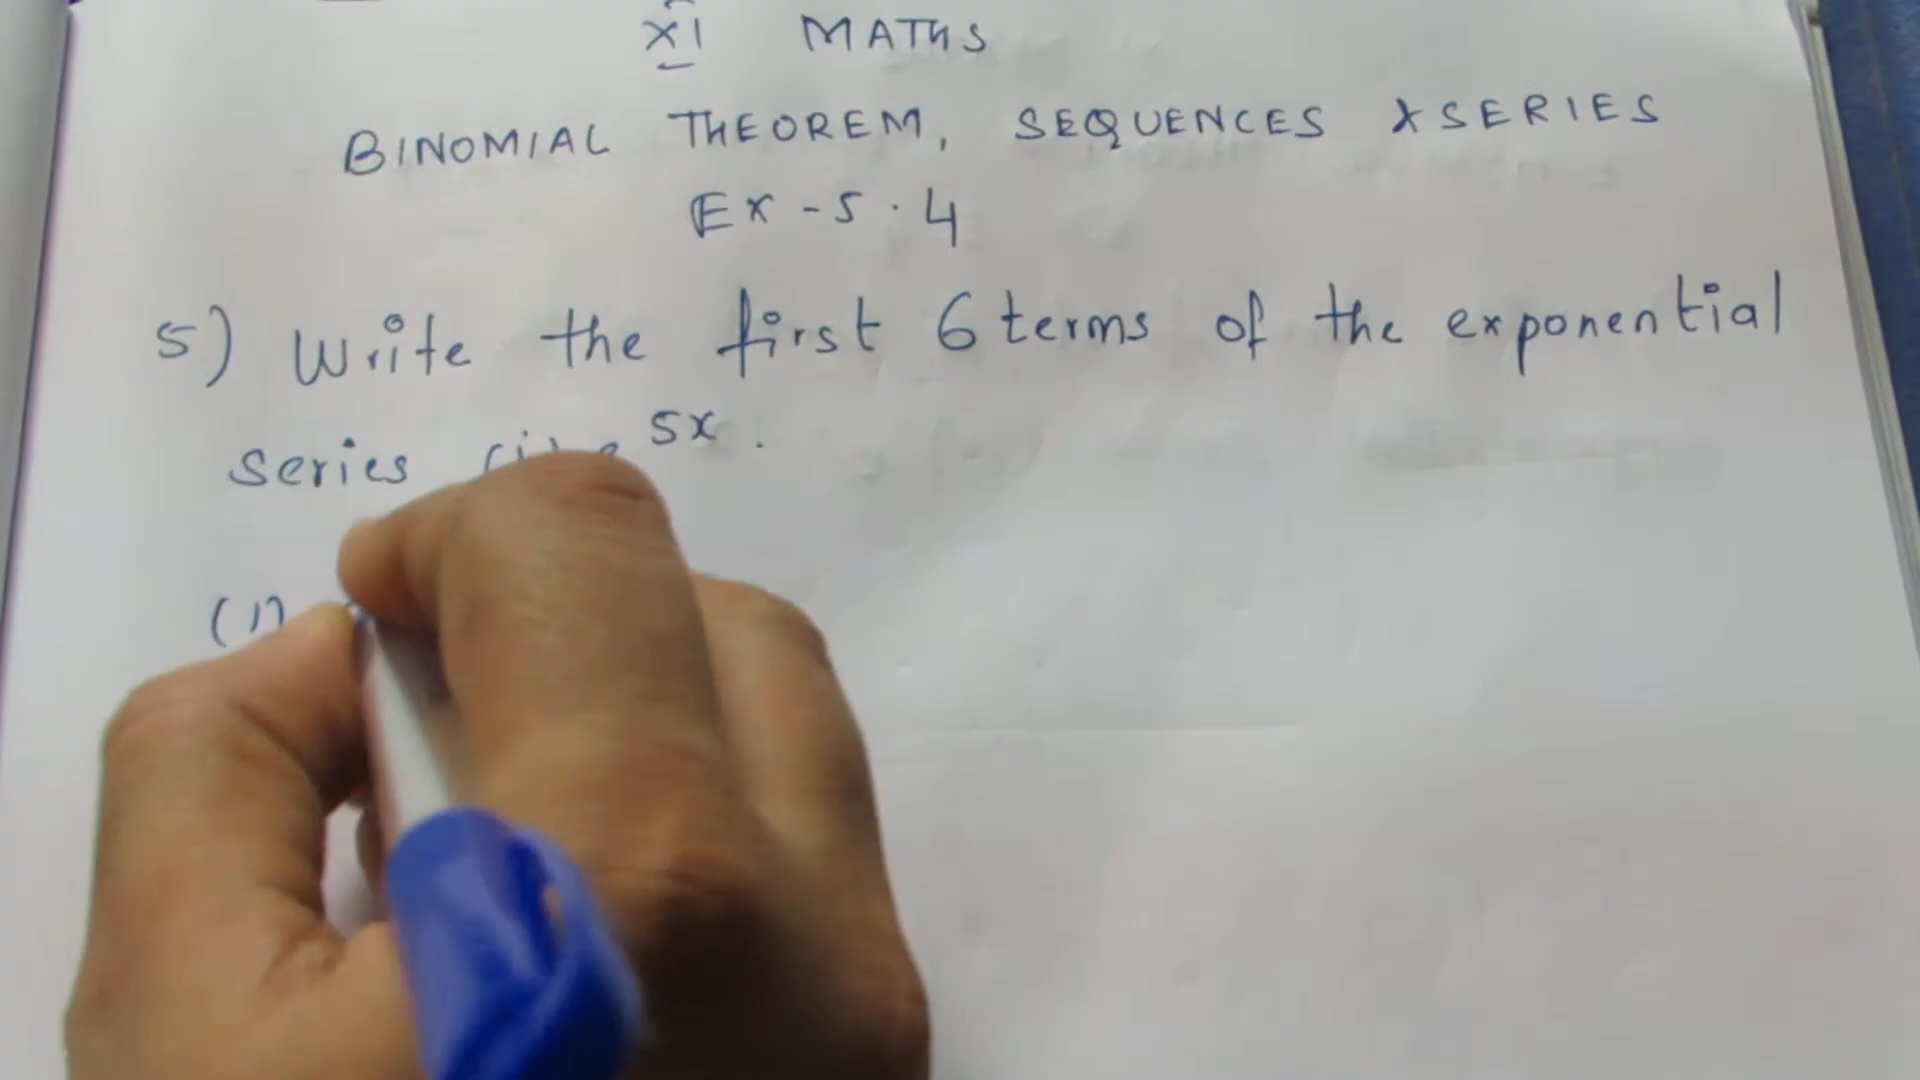 XI MATHS
BINOMIAL THEOREM, SEQUENCES & SERIES
Ex - 5.4
5) Write the first 6 terms of the exponential
series 5x.
(1)